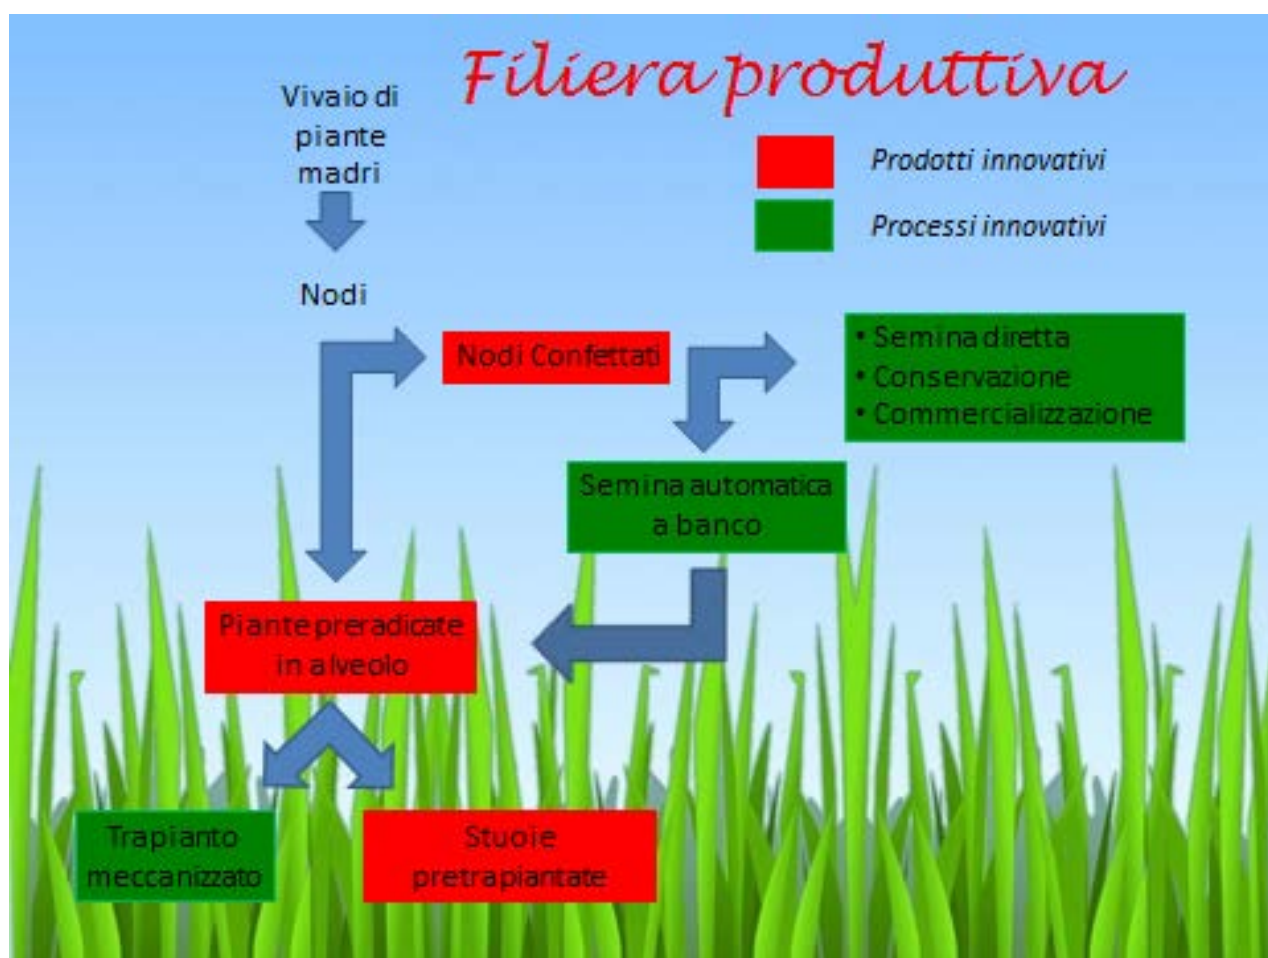 Filiera produttiva
Vivaio di
piante
madri
Prodotti innovativi
Processi innovativi
Nodi
Nodi Confettati
• Semina diretta
• Conservazione
• Commercializzazione
Semina automatica
a banco
Piante preradicate
in alveolo
Trapianto
meccanizzato
Stuoie
pretrapiantate